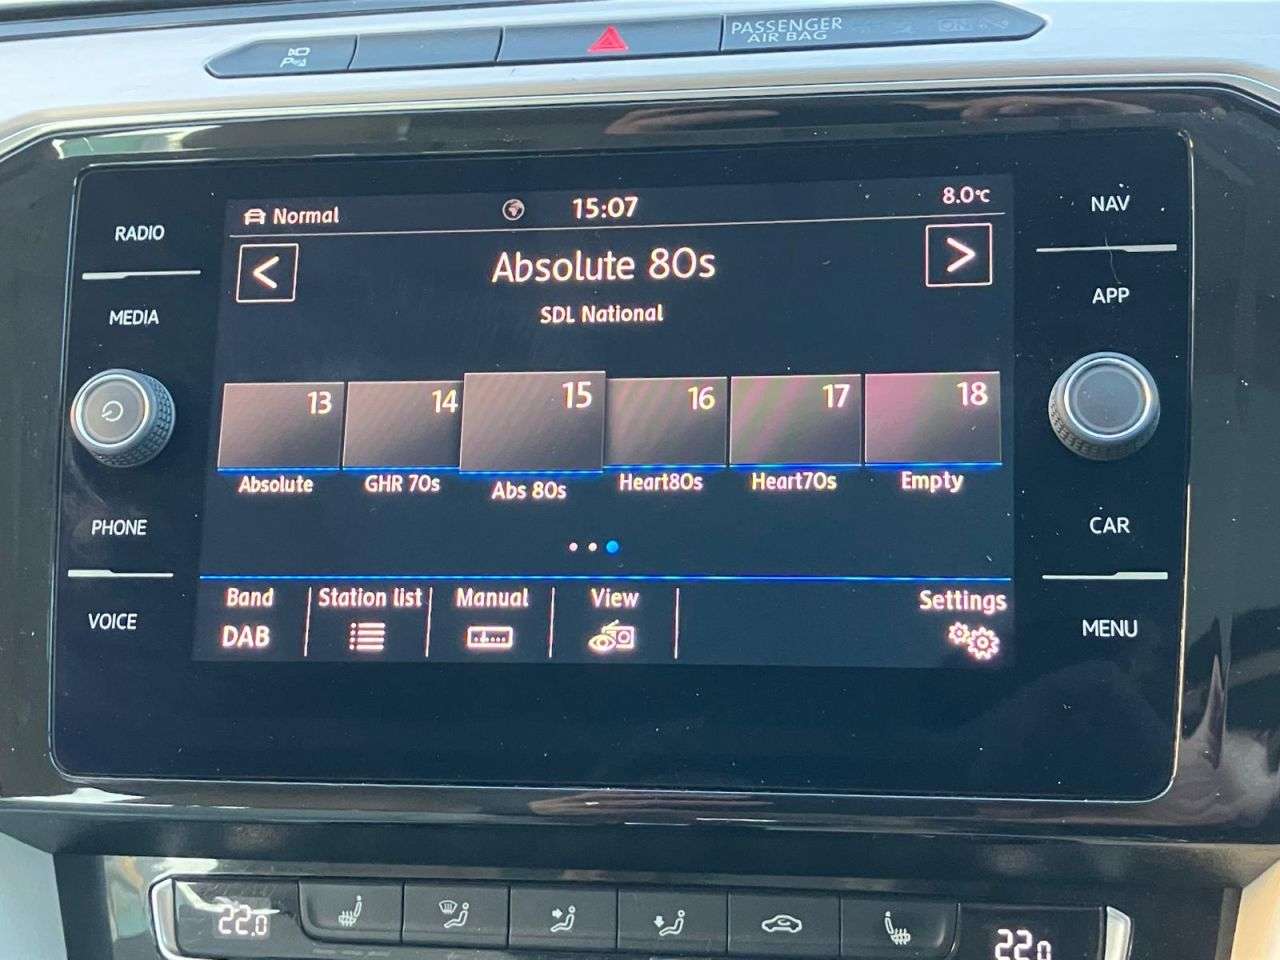 PASSENGER
AIR BAG
ON
RADIO
MEDIA
PHONE
VOICE
Normal
15:07
8.0°C
Absolute 80s
SDL National
13
14
15
16
17
18
Absolute
GHR 70s
Abs 80s
Heart80s
Heart70s
Empty
Band
Station list
Manual
View
Settings
DAB
NAV
APP
CAR
MENU
22.0
22.0